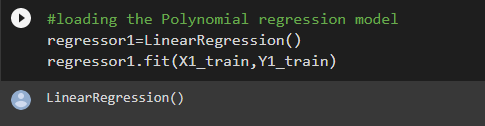 #loading the Polynomial regression model
regressor1=LinearRegression()
regressor1.fit(X1_train,Y1_train)
LinearRegression()